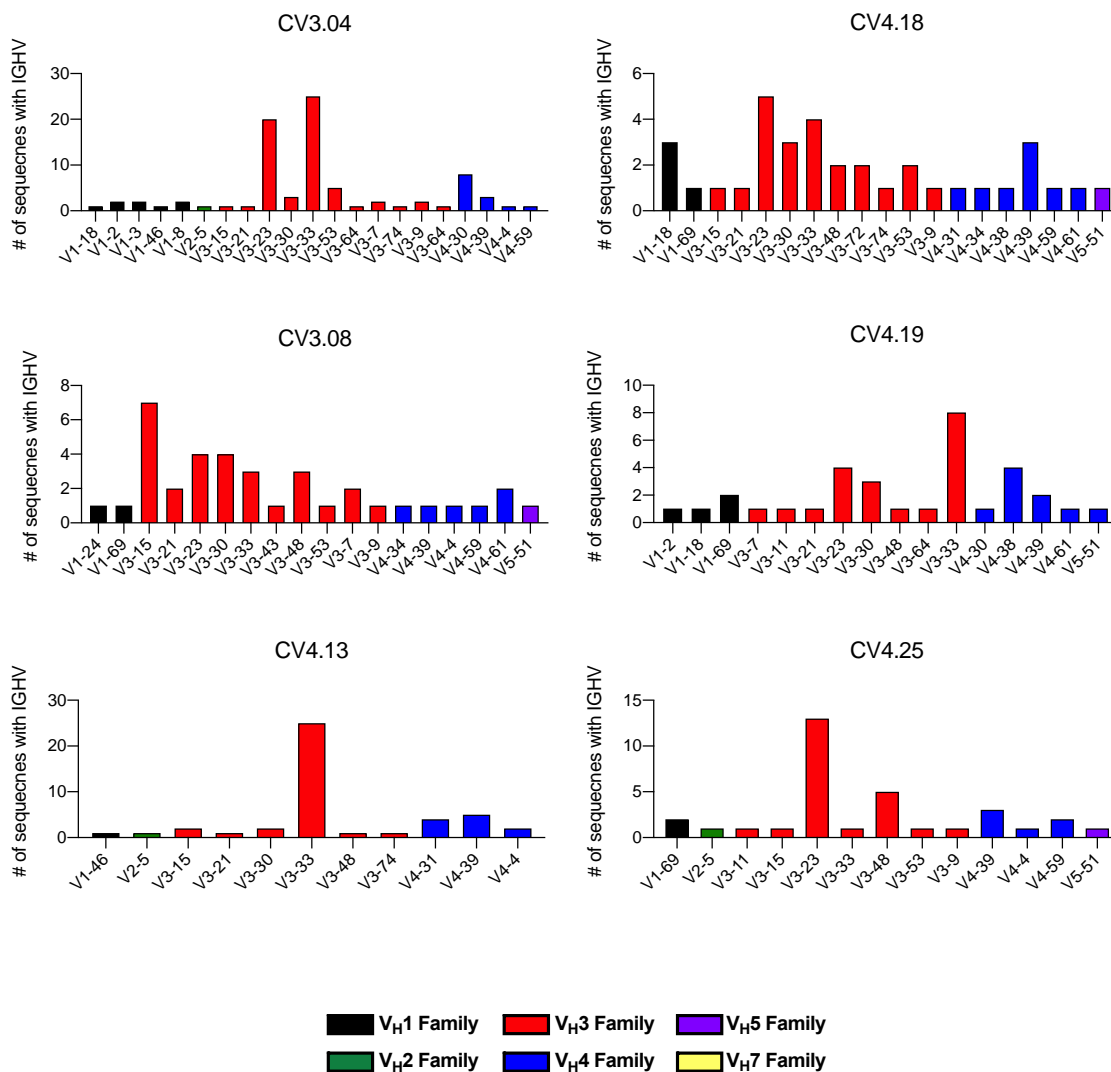 CV3.04
# of sequecnes with IGHV
30
20
10
0
V1-18
V1-2
V1-3
V1-46
V1-8
V2-5
V3-15
V3-21
V3-23
V3-30
V3-33
V3-53
V3-64
V3-7
V3-74
V3-9
V3-64
V4-30
V4-39
V4-4
V4-59
CV4.18
# of sequecnes with IGHV
6
4
2
0
V1-18
V1-69
V3-15
V3-21
V3-23
V3-30
V3-33
V3-48
V3-72
V3-74
V3-53
V3-9
V4-31
V4-34
V4-38
V4-39
V4-59
V4-61
V5-51
CV3.08
# of sequecnes with IGHV
8
6
4
2
0
V1-24
V1-69
V3-15
V3-21
V3-23
V3-30
V3-33
V3-43
V3-48
V3-53
V3-7
V3-9
V4-34
V4-39
V4-4
V4-59
V4-61
V5-51
CV4.19
# of sequecnes with IGHV
10
8
6
4
2
0
V1-2
V1-18
V1-69
V3-7
V3-11
V3-21
V3-23
V3-30
V3-48
V3-64
V3-33
V4-30
V4-38
V4-39
V4-61
V5-51
CV4.13
# of sequecnes with IGHV
30
20
10
0
V1-46
V2-5
V3-15
V3-21
V3-30
V3-33
V3-48
V3-74
V4-31
V4-39
V4-4
CV4.25
# of sequecnes with IGHV
15
10
5
0
V1-69
V2-5
V3-11
V3-15
V3-23
V3-33
V3-48
V3-53
V3-9
V4-39
V4-4
V4-59
V5-51
VH1 Family
VH3 Family
VH5 Family
VH2 Family
VH4 Family
VH7 Family